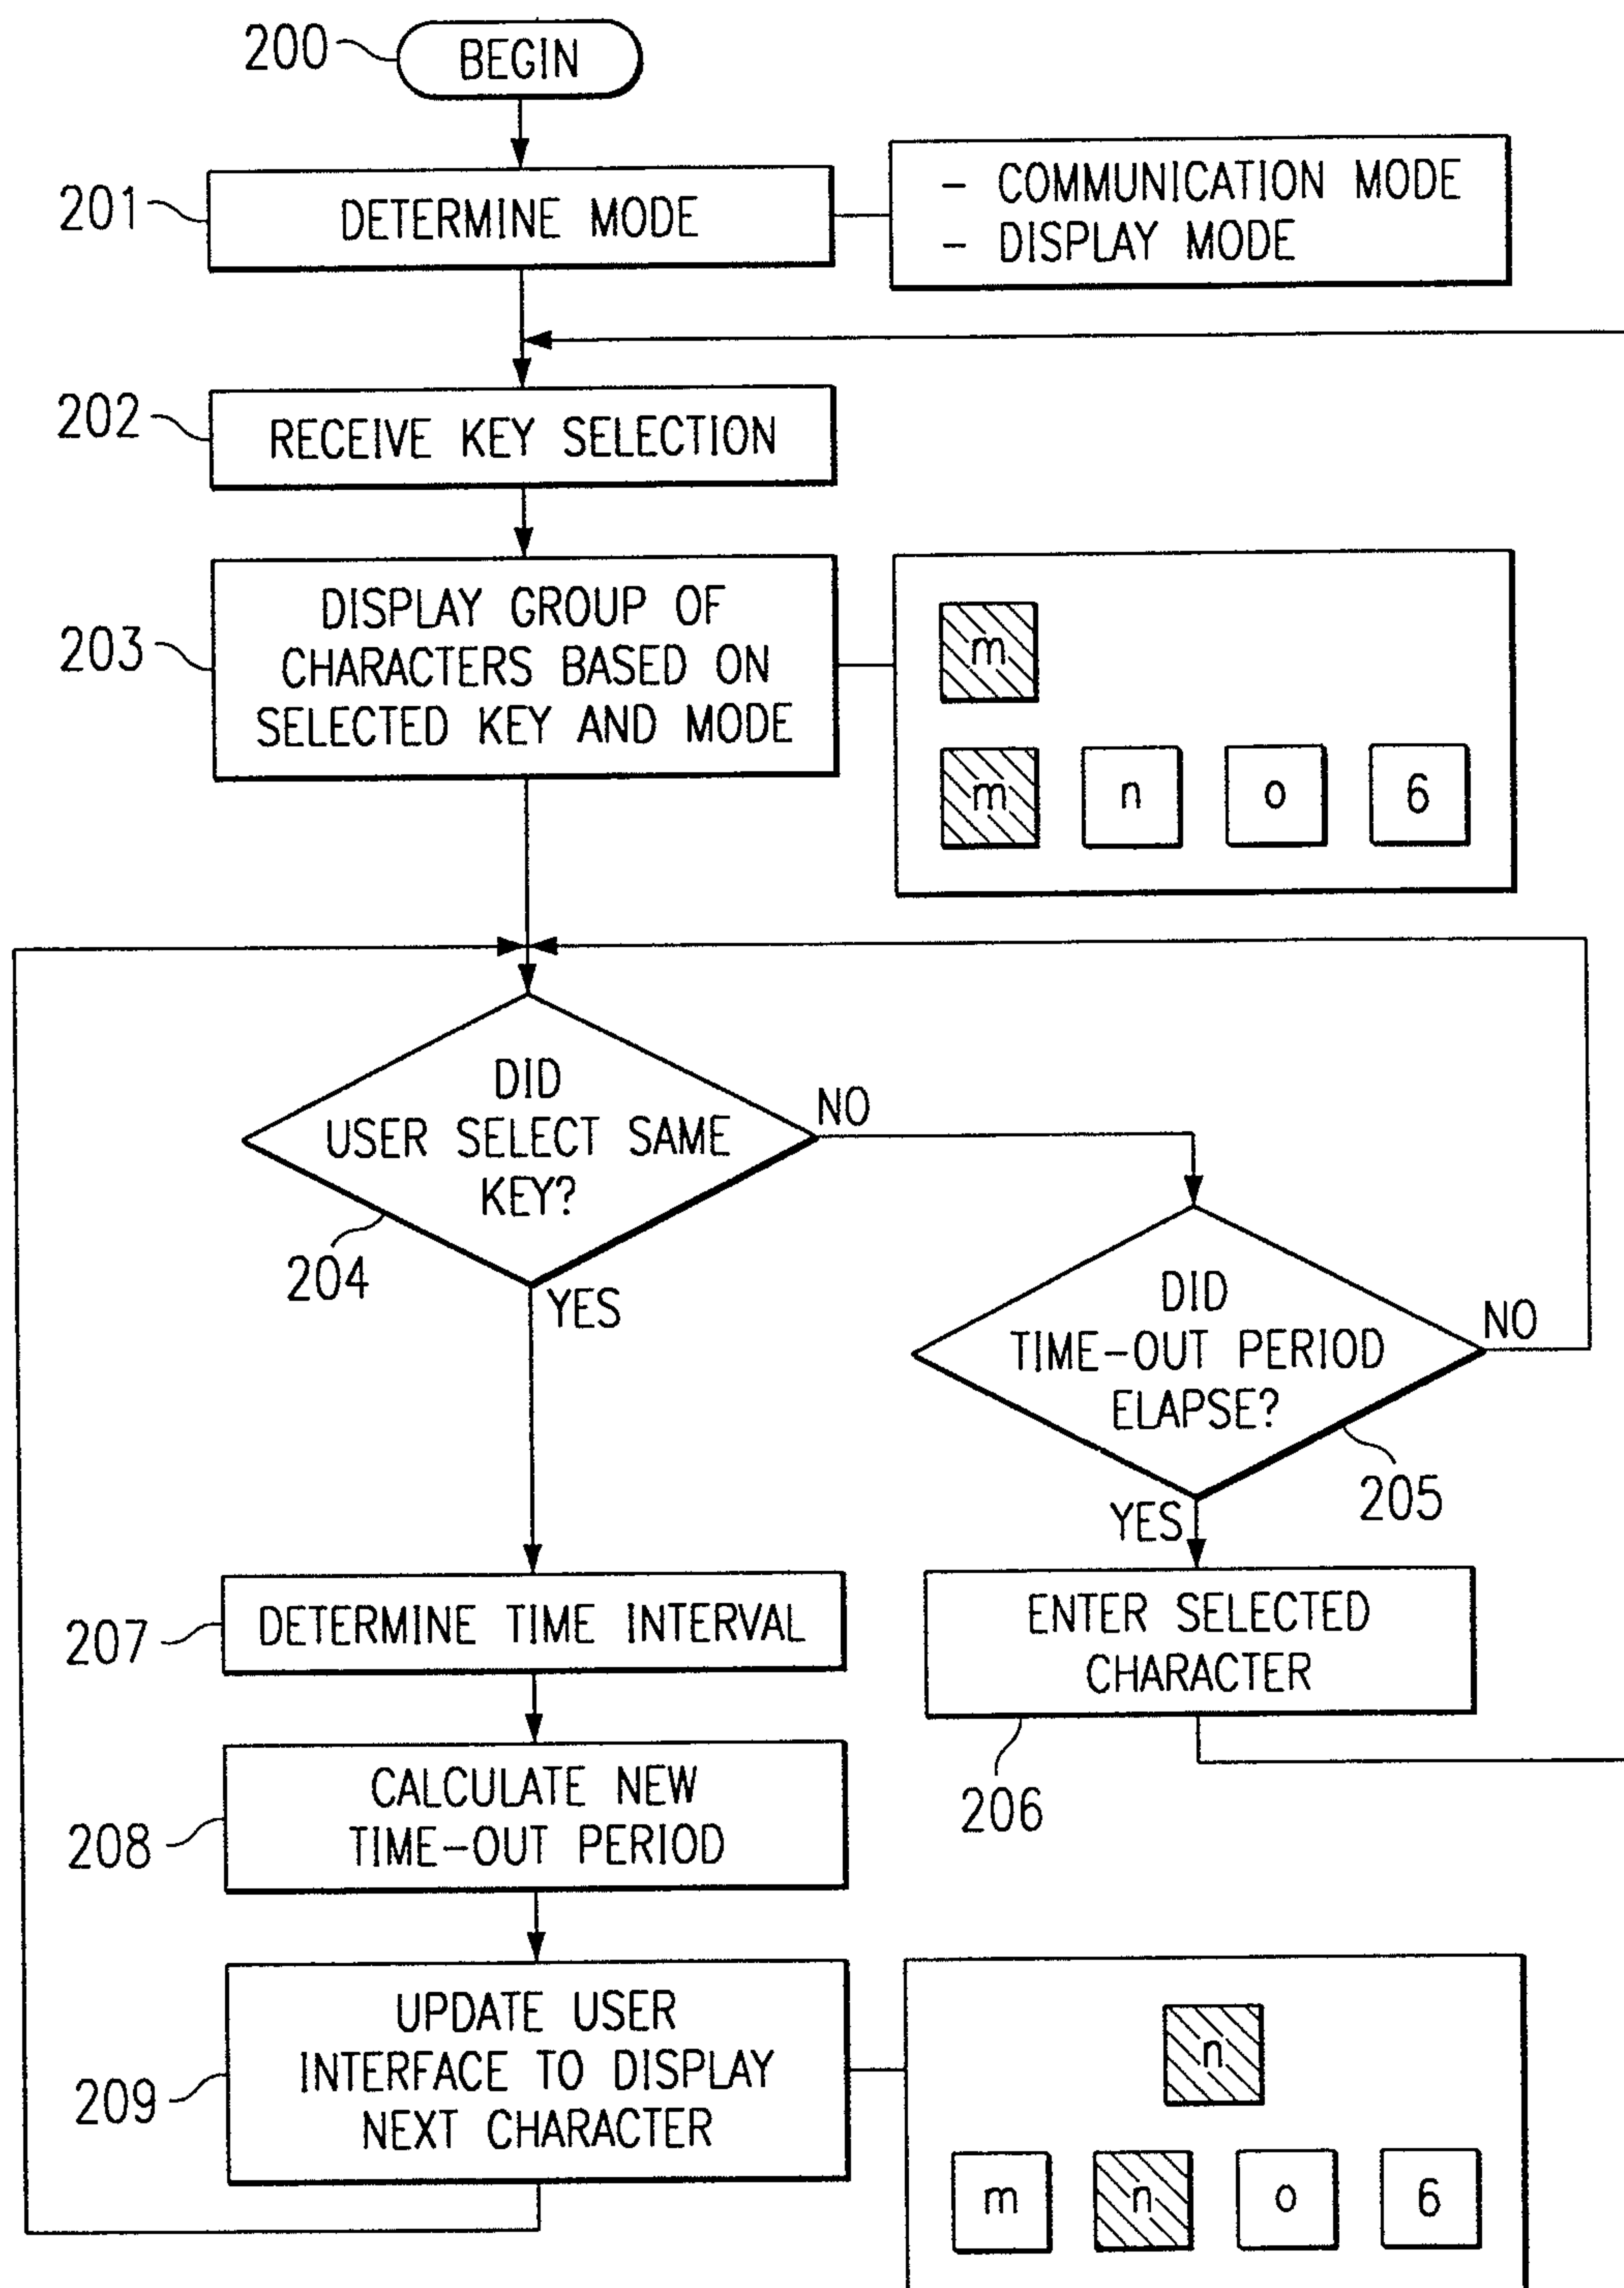 200
BEGIN
201
DETERMINE MODE
- COMMUNICATION MODE
- DISPLAY MODE
202
RECEIVE KEY SELECTION
203
DISPLAY GROUP OF
CHARACTERS BASED ON
SELECTED KEY AND MODE
m
m n o 6
DID
USER SELECT SAME
KEY?
NO
204
YES
DID
TIME-OUT PERIOD
ELAPSE?
NO
205
YES
207
DETERMINE TIME INTERVAL
ENTER SELECTED
CHARACTER
206
208
CALCULATE NEW
TIME-OUT PERIOD
209
UPDATE USER
INTERFACE TO DISPLAY
NEXT CHARACTER
n
m n o 6